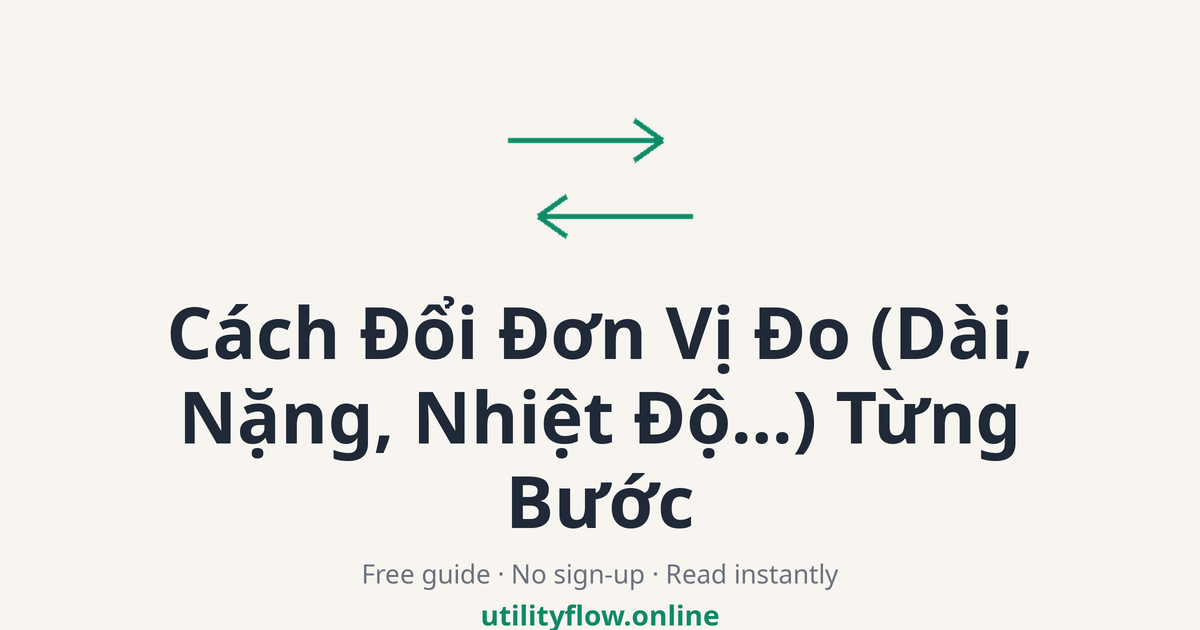 Cách Đổi Đơn Vị Đo (Dài,
Nặng, Nhiệt Độ...) Từng
Bước
Free guide · No sign-up · Read instantly
utilityflow.online